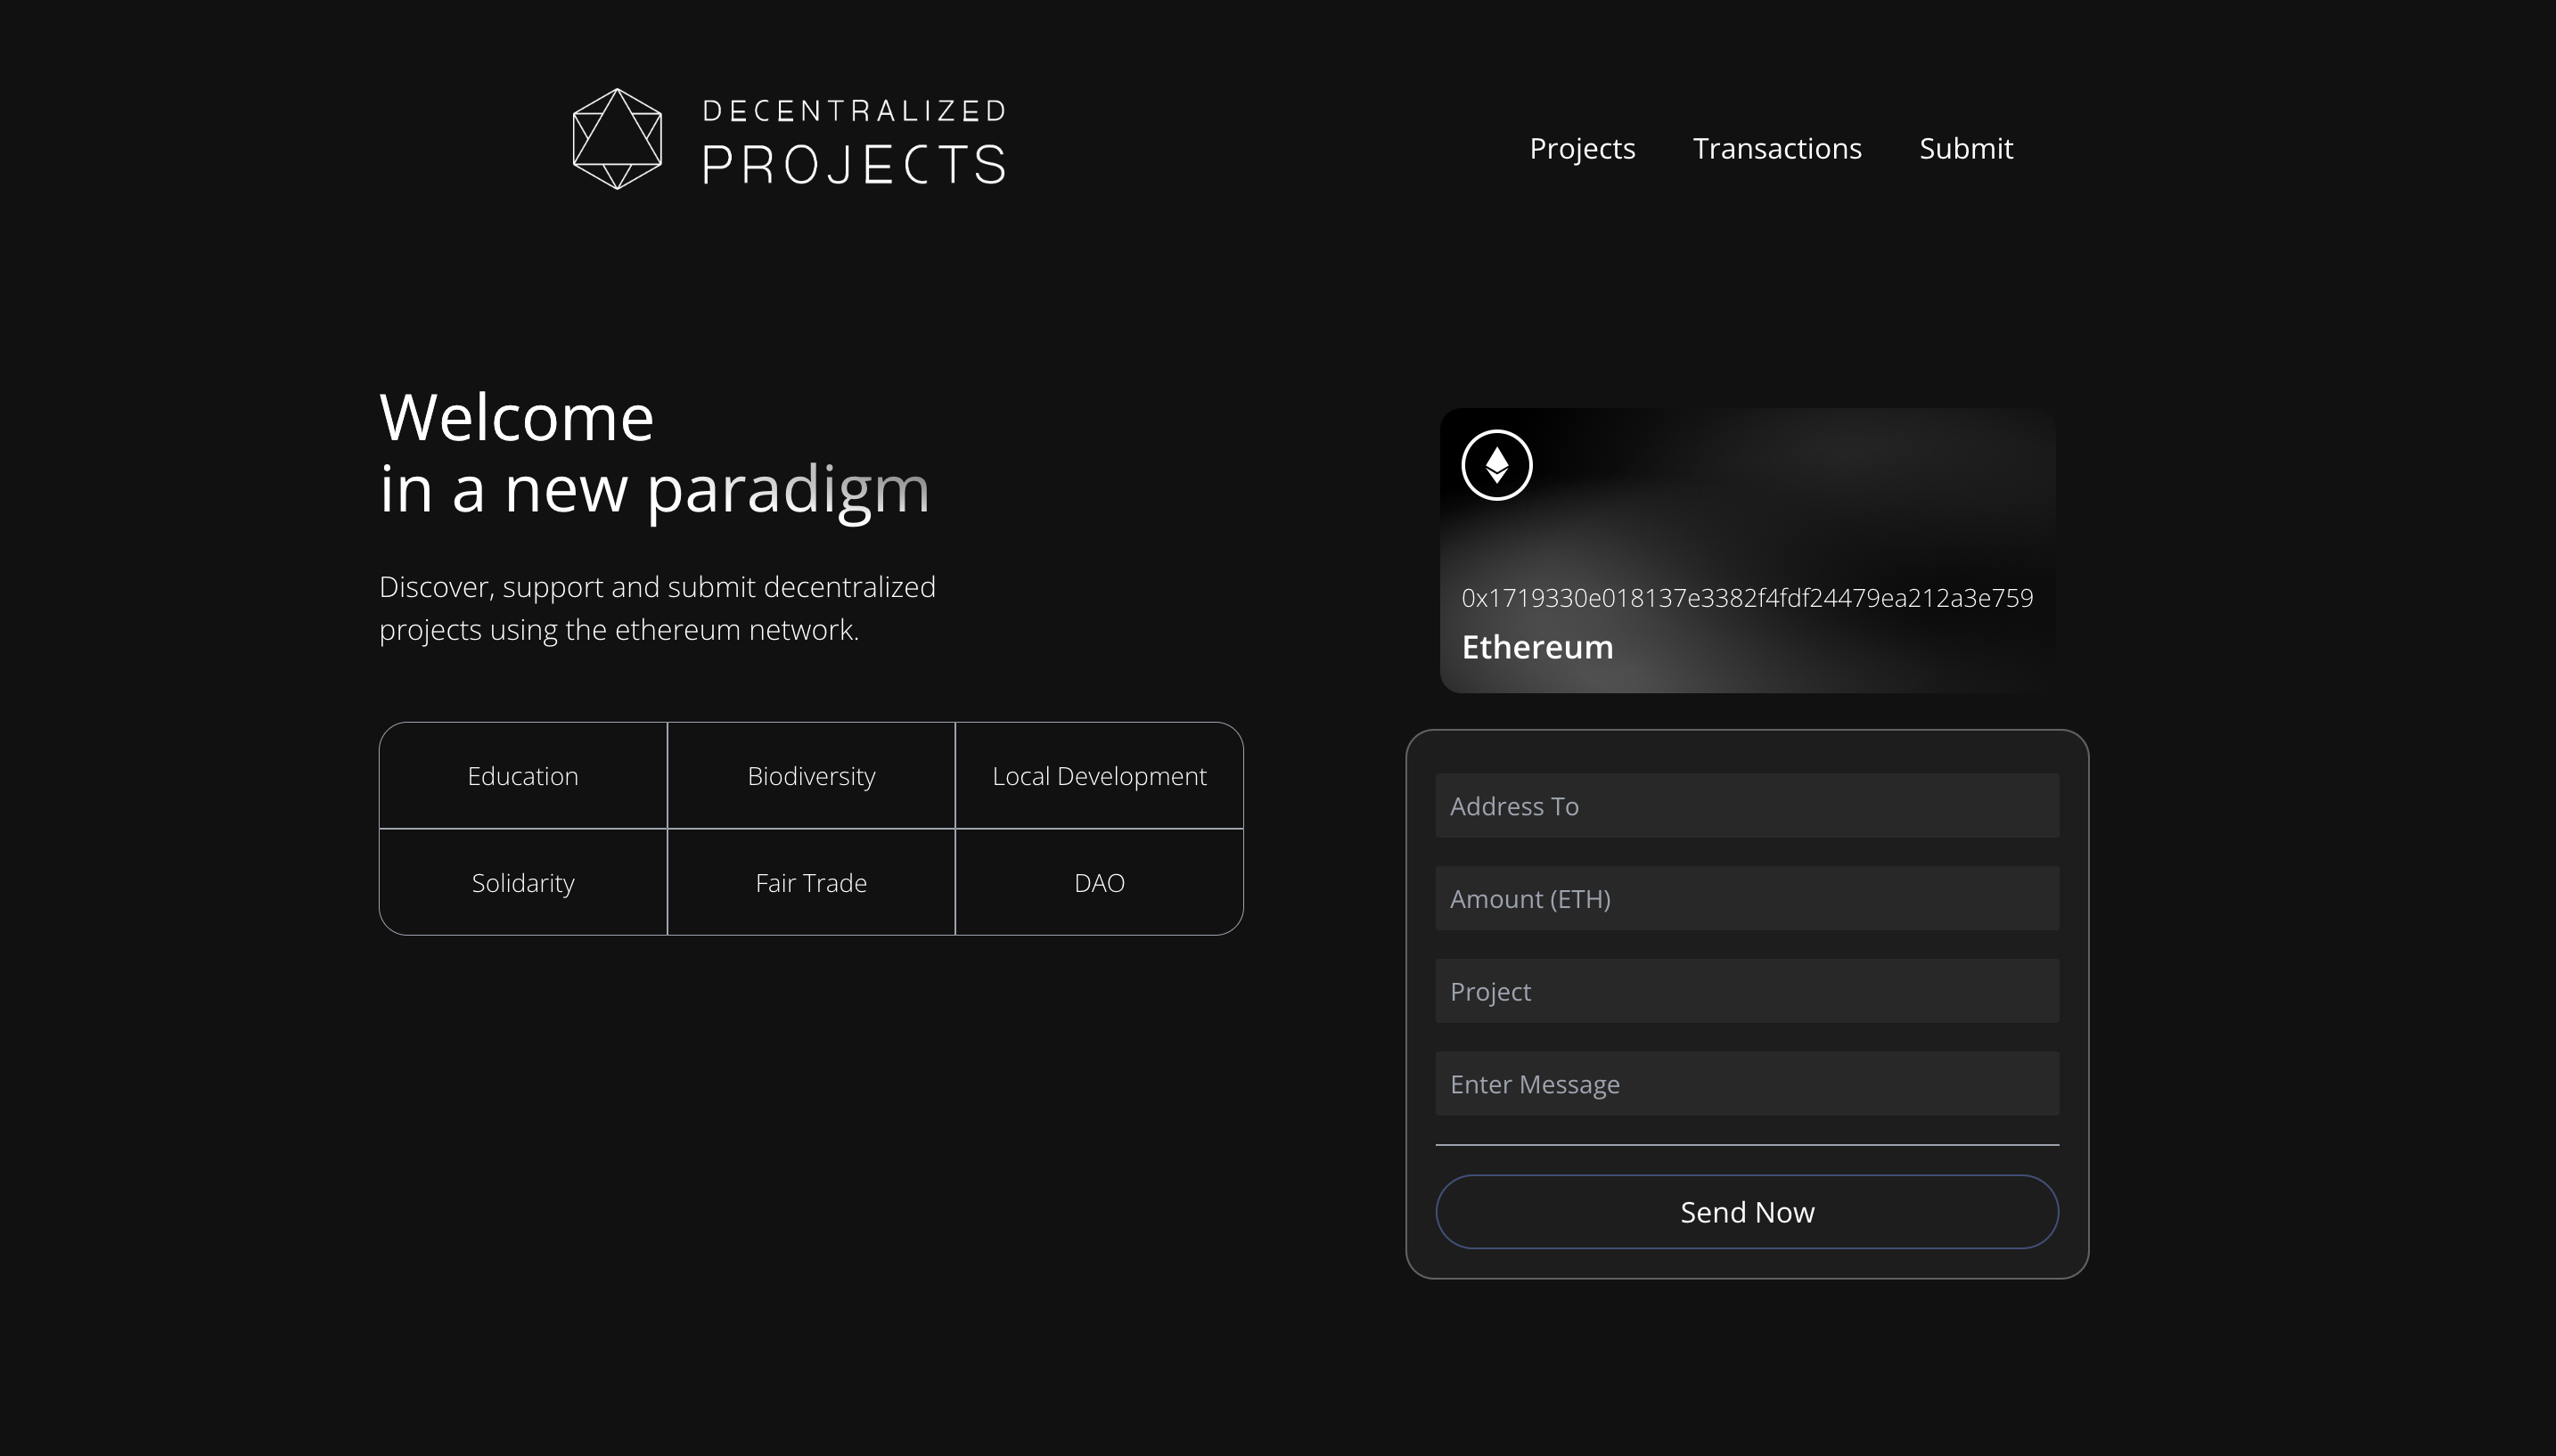 DECENTRALIZED
PROJECTS
Projects Transactions Submit
Welcome
in a new paradigm
Discover, support and submit decentralized
projects using the ethereum network.
Education Biodiversity Local Development
Solidarity Fair Trade DAO
0x1719330e018137e3382f4fdf24479ea212a3e759
Ethereum
Address To
Amount (ETH)
Project
Enter Message
Send Now